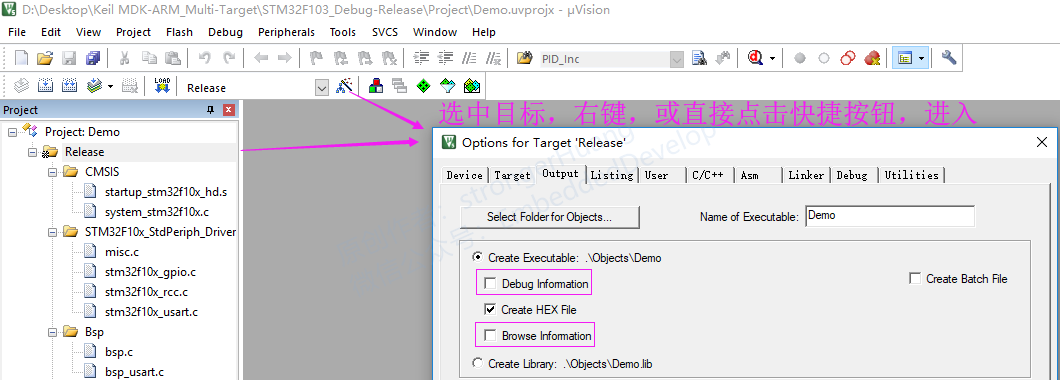 D:\Desktop\Keil MDK-ARM_Multi-Target\STM32F103_Debug-Release\Project\Demo.uvprojx - µVision
File Edit View Project Flash Debug Peripherals Tools SVCS Window Help
PID_Inc
LOAD Release
Project
选中目标，右键，或直接点击快捷按钮，进入
Project: Demo
Release
CMSIS
startup_stm32f10x_hd.s
system_stm32f10x.c
STM32F10x_StdPeriph_Driver
misc.c
stm32f10x_gpio.c
stm32f10x_rcc.c
stm32f10x_usart.c
Bsp
bsp.c
bsp_usart.c
Options for Target 'Release'
Device Target Output Listing User C/C++ Asm Linker Debug Utilities
Select Folder for Objects... Name of Executable: Demo
Create Executable: .\Objects\Demo
Debug Information Create Batch File
Create HEX File
Browse Information
Create Library: .\Objects\Demo.lib
strongerHuang
EmbeddedDevelop